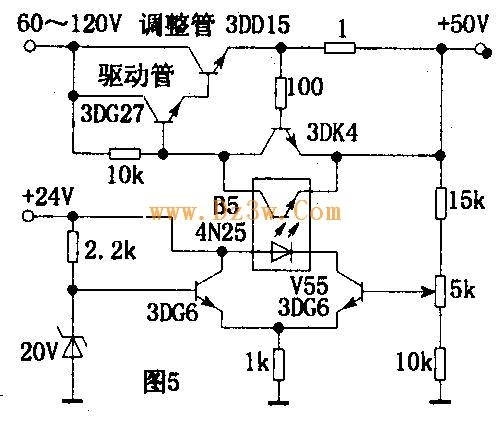 60～120V 调整管 3DD15 1 +50V
驱动管
3DG27
100
3DK4
10k
+24V
B5
4N25
15k
www.Dz3w.Com
2.2k
V55
3DG6
3DG6
5k
20V
1k
10k
图5